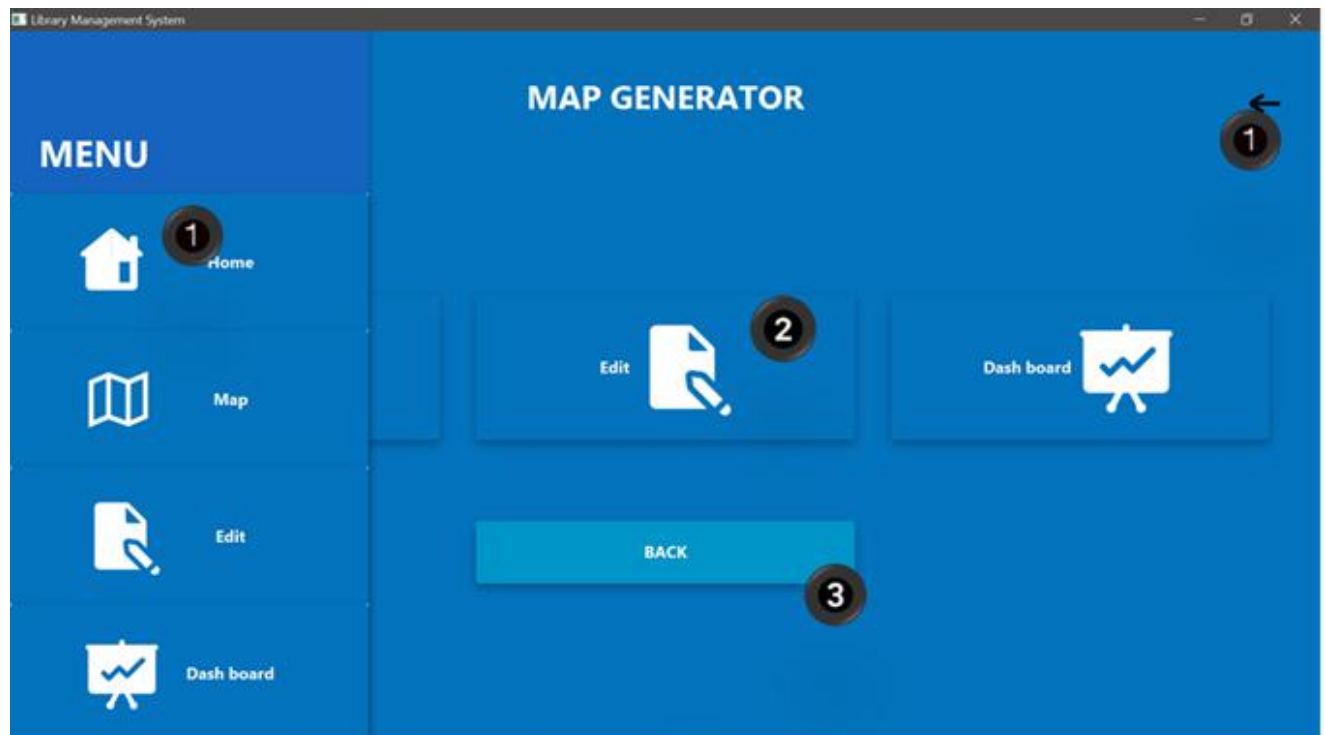 Library Management System
MAP GENERATOR
1
MENU
1
Home
2
Edit
Dash board
Map
Edit
BACK
3
Dash board